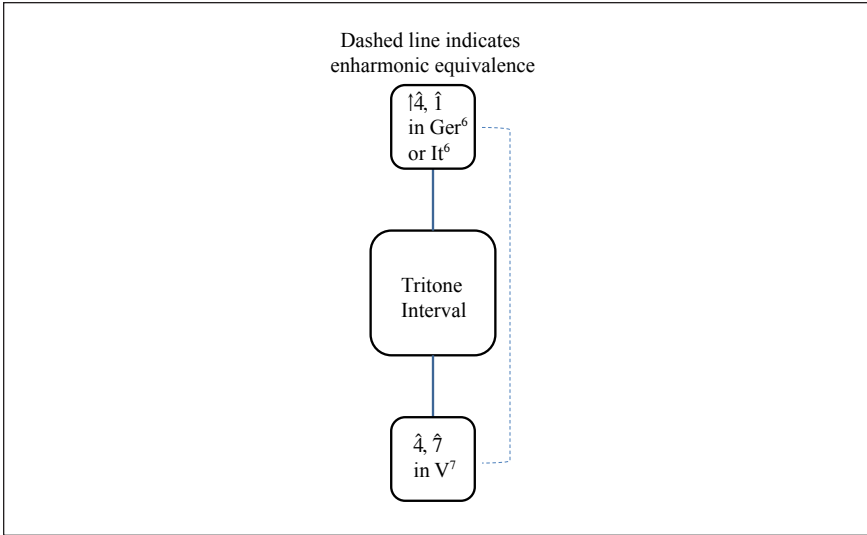 Dashed line indicates
enharmonic equivalence
↑4̂, 1̂
in Ger⁶
or It⁶
Tritone
Interval
4̂, 7̂
in V⁷